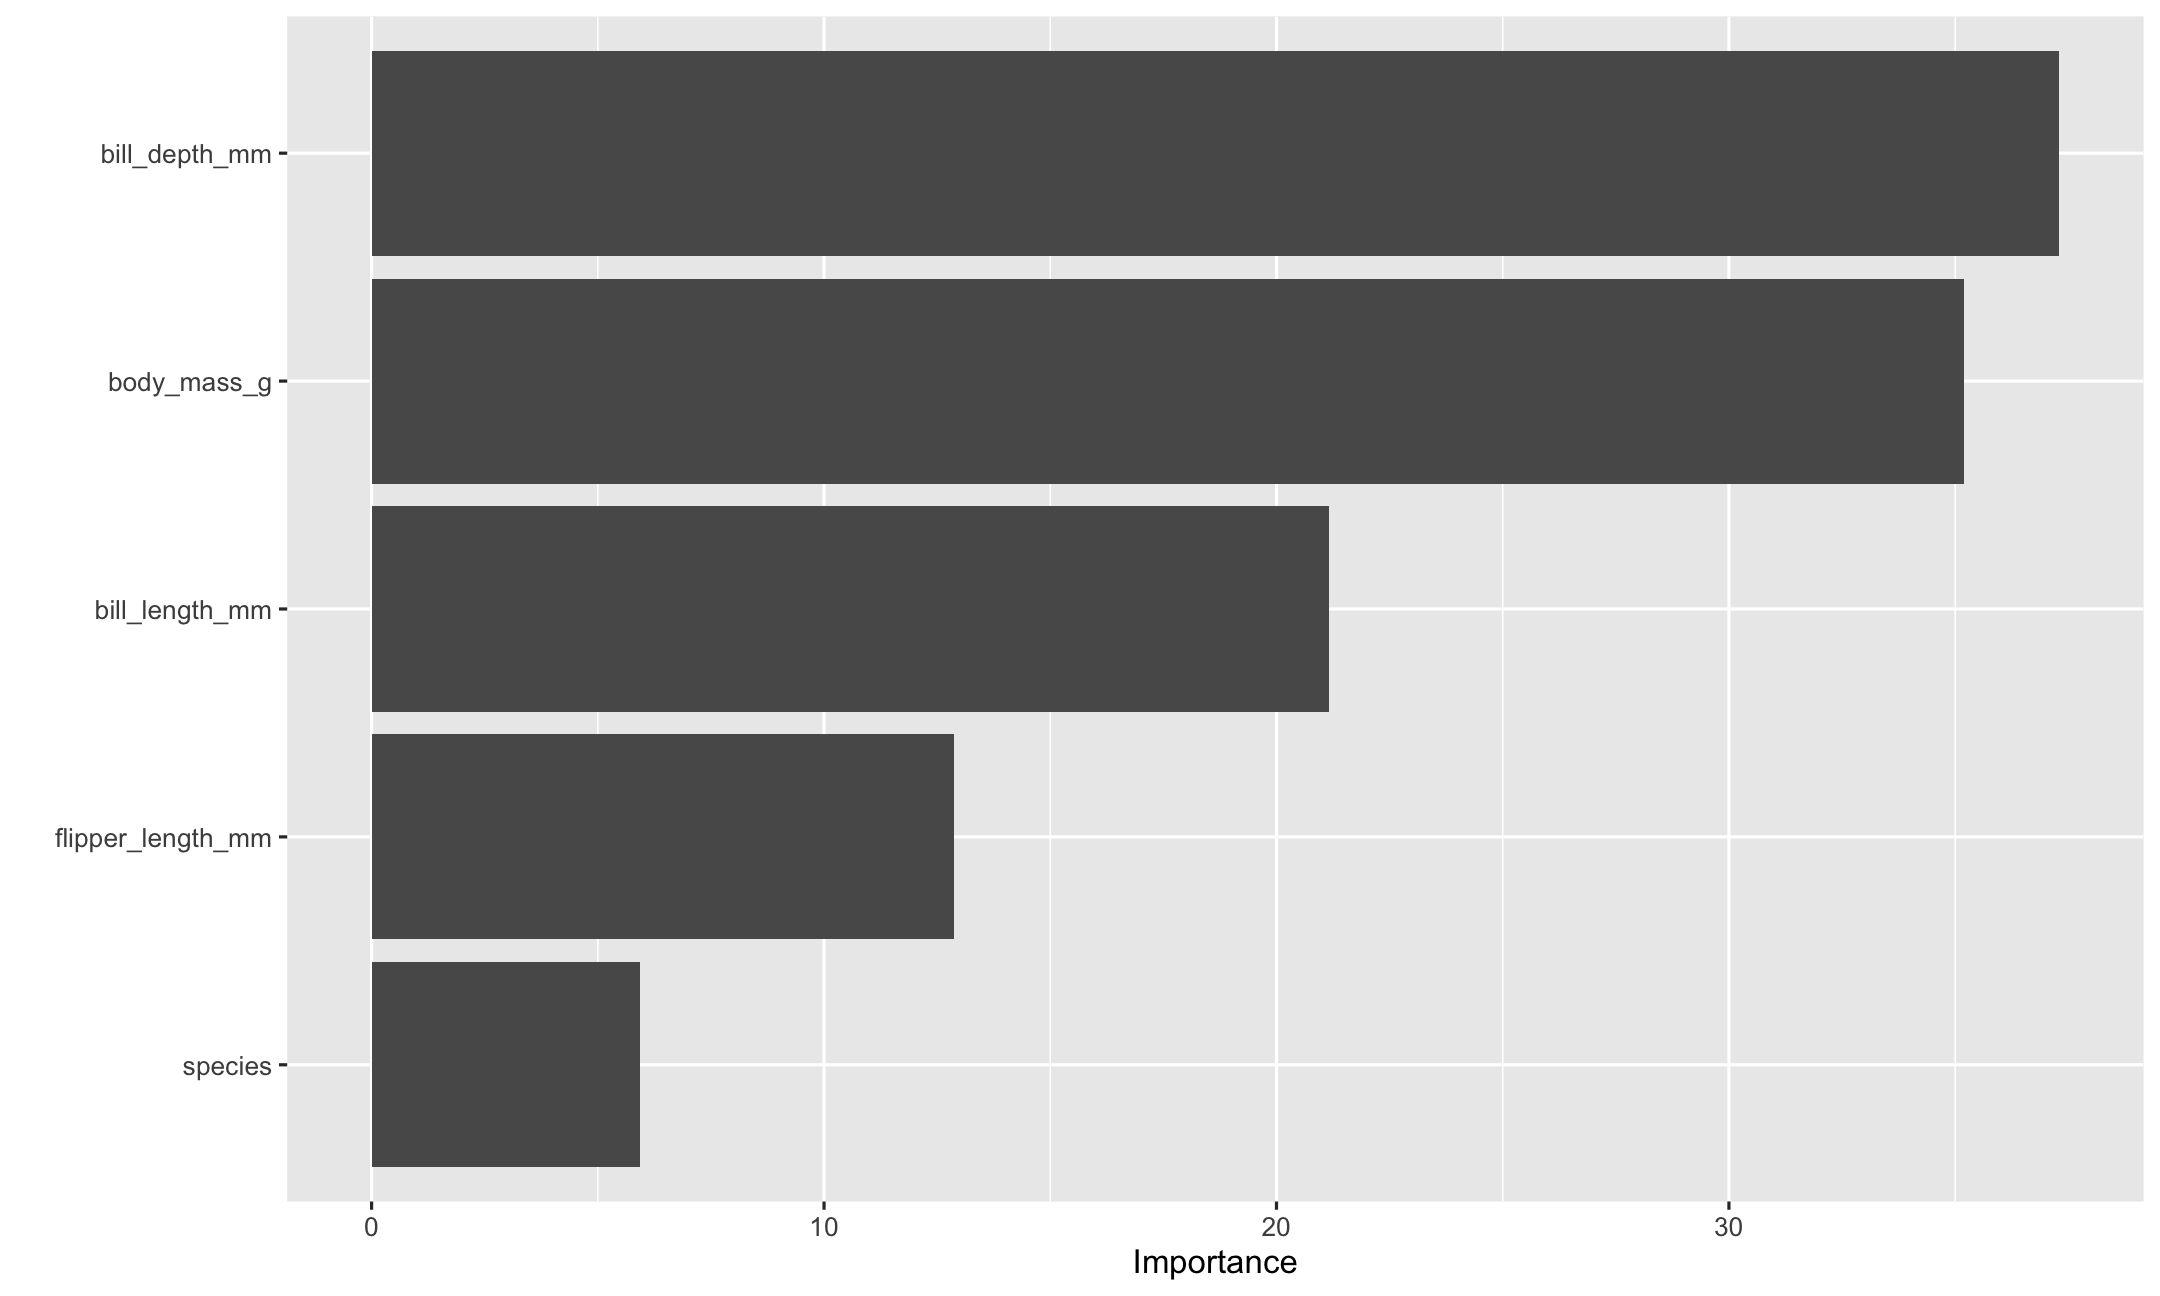 bill_depth_mm
body_mass_g
bill_length_mm
flipper_length_mm
species
0 10 20 30
Importance